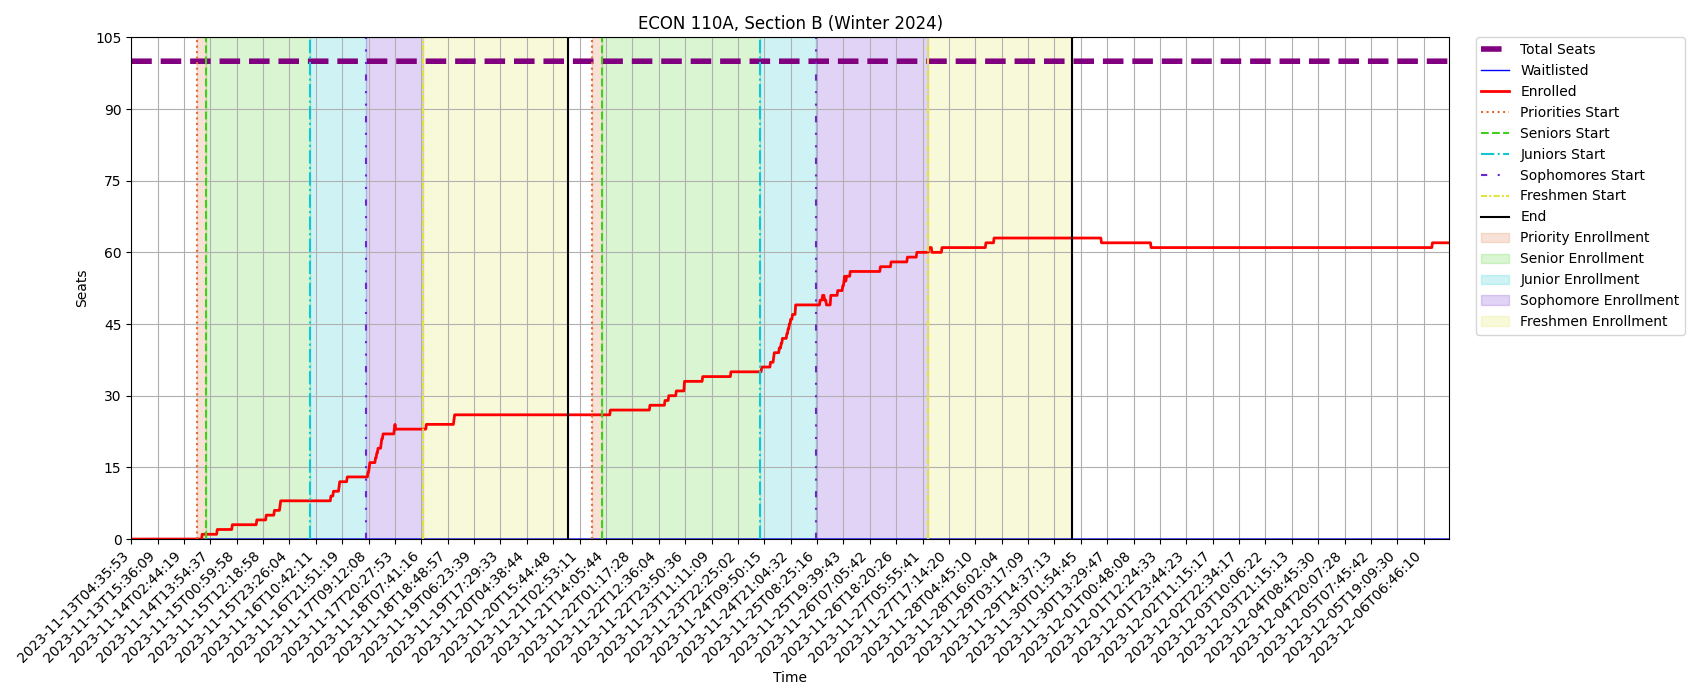 ECON 110A, Section B (Winter 2024)
105
90
75
60
45
30
15
0
Seats
2023-11-13T04:35:53
2023-11-13T15:36:09
2023-11-14T02:44:19
2023-11-14T13:54:37
2023-11-15T00:59:58
2023-11-15T12:18:58
2023-11-15T23:26:04
2023-11-16T10:42:11
2023-11-16T21:51:19
2023-11-17T09:12:08
2023-11-17T20:27:53
2023-11-18T07:41:16
2023-11-18T18:48:57
2023-11-19T06:23:39
2023-11-19T17:29:33
2023-11-20T04:38:44
2023-11-20T15:44:48
2023-11-21T02:53:11
2023-11-21T14:05:44
2023-11-22T01:17:28
2023-11-22T12:36:04
2023-11-22T23:50:36
2023-11-23T11:11:09
2023-11-23T22:25:02
2023-11-24T09:50:15
2023-11-24T21:04:32
2023-11-25T08:25:16
2023-11-25T19:39:43
2023-11-26T07:05:42
2023-11-26T18:20:26
2023-11-27T05:55:41
2023-11-27T17:14:20
2023-11-28T04:45:10
2023-11-28T16:02:04
2023-11-29T03:17:09
2023-11-29T14:37:13
2023-11-30T01:54:45
2023-11-30T13:29:47
2023-12-01T00:48:08
2023-12-01T12:24:33
2023-12-01T23:44:23
2023-12-02T11:15:17
2023-12-02T22:34:17
2023-12-03T10:06:22
2023-12-03T21:15:13
2023-12-04T08:45:30
2023-12-04T20:07:28
2023-12-05T07:45:42
2023-12-05T19:09:30
2023-12-06T06:46:10
Time
Total Seats
Waitlisted
Enrolled
Priorities Start
Seniors Start
Juniors Start
Sophomores Start
Freshmen Start
End
Priority Enrollment
Senior Enrollment
Junior Enrollment
Sophomore Enrollment
Freshmen Enrollment